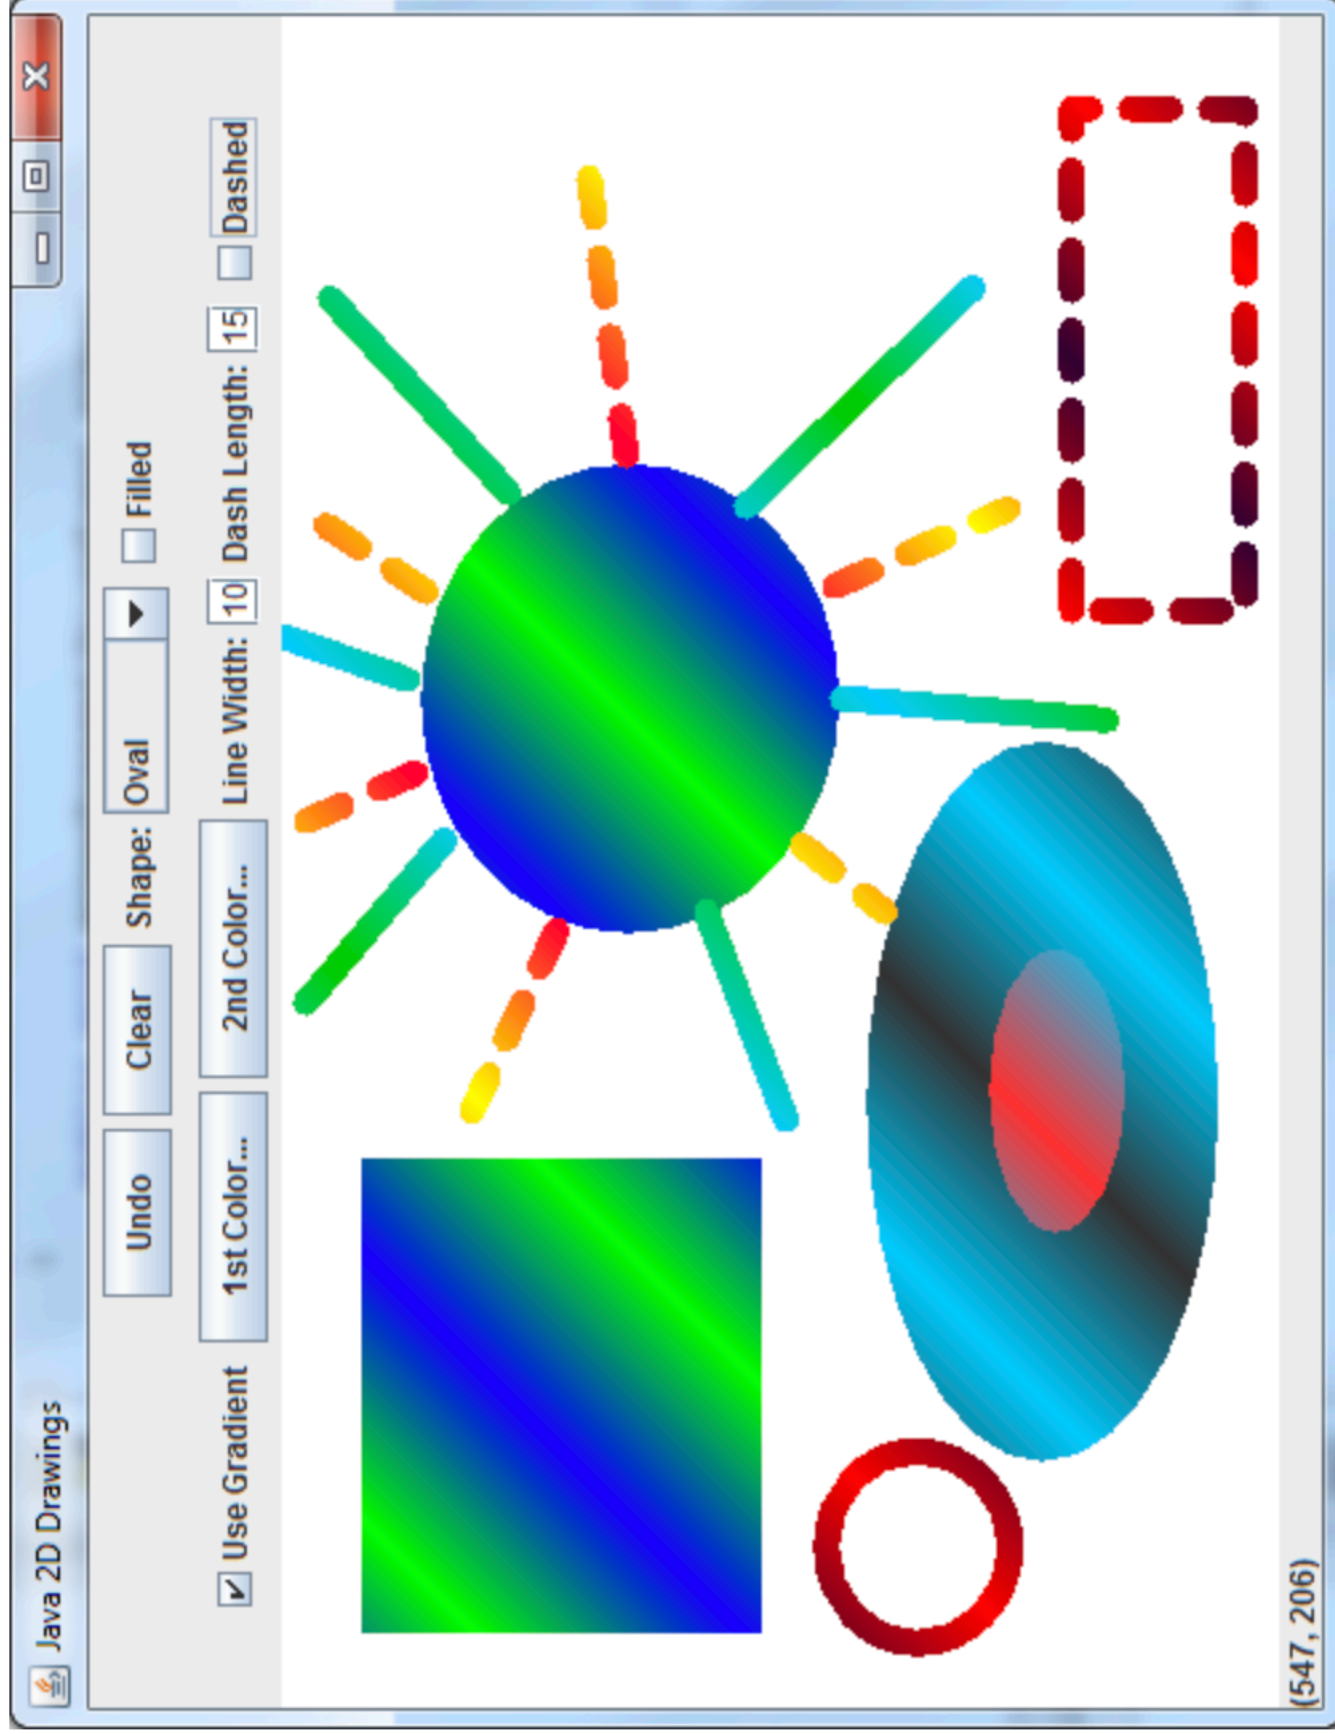 Java 2D Drawings
Undo Clear Shape: Oval Filled
Use Gradient 1st Color... 2nd Color... Line Width: 10 Dash Length: 15 Dashed
(547, 206)